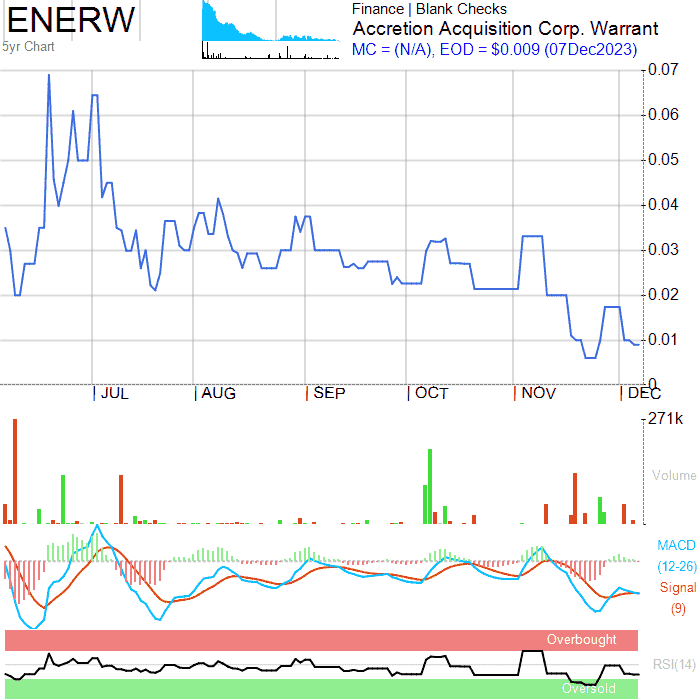 ENERW
5yr Chart
Finance | Blank Checks
Accretion Acquisition Corp. Warrant
MC = (N/A), EOD = $0.009 (07Dec2023)
0.07
0.06
0.05
0.04
0.03
0.02
0.01
0
JUL AUG SEP OCT NOV DEC
271k
Volume
MACD
(12-26)
Signal
(9)
Overbought
RSI(14)
Oversold